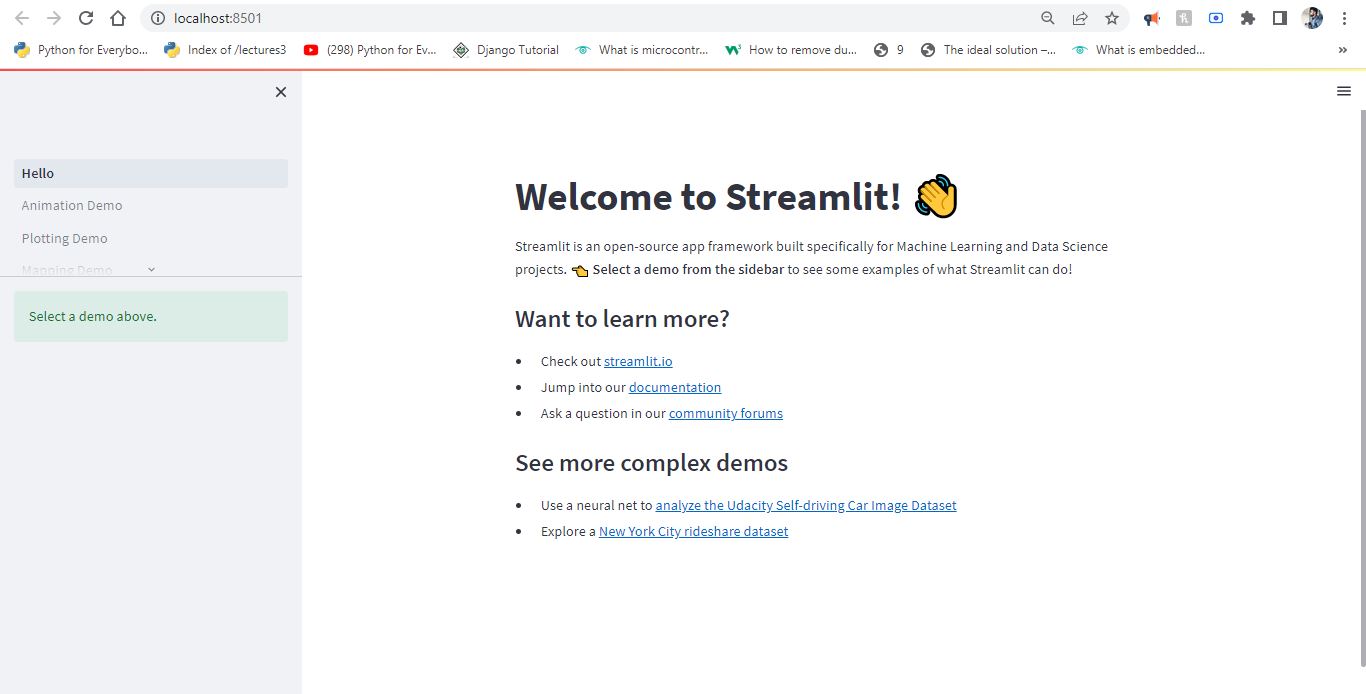 localhost:8501
Python for Everybo... Index of /lectures3 (298) Python for Ev... Django Tutorial What is microcontr... How to remove du... 9 The ideal solution –... What is embedded... »
Hello
Animation Demo
Plotting Demo
Mapping Demo
Select a demo above.
Welcome to Streamlit! 👋
Streamlit is an open-source app framework built specifically for Machine Learning and Data Science
projects. 👈 Select a demo from the sidebar to see some examples of what Streamlit can do!
Want to learn more?
• Check out streamlit.io
• Jump into our documentation
• Ask a question in our community forums
See more complex demos
• Use a neural net to analyze the Udacity Self-driving Car Image Dataset
• Explore a New York City rideshare dataset